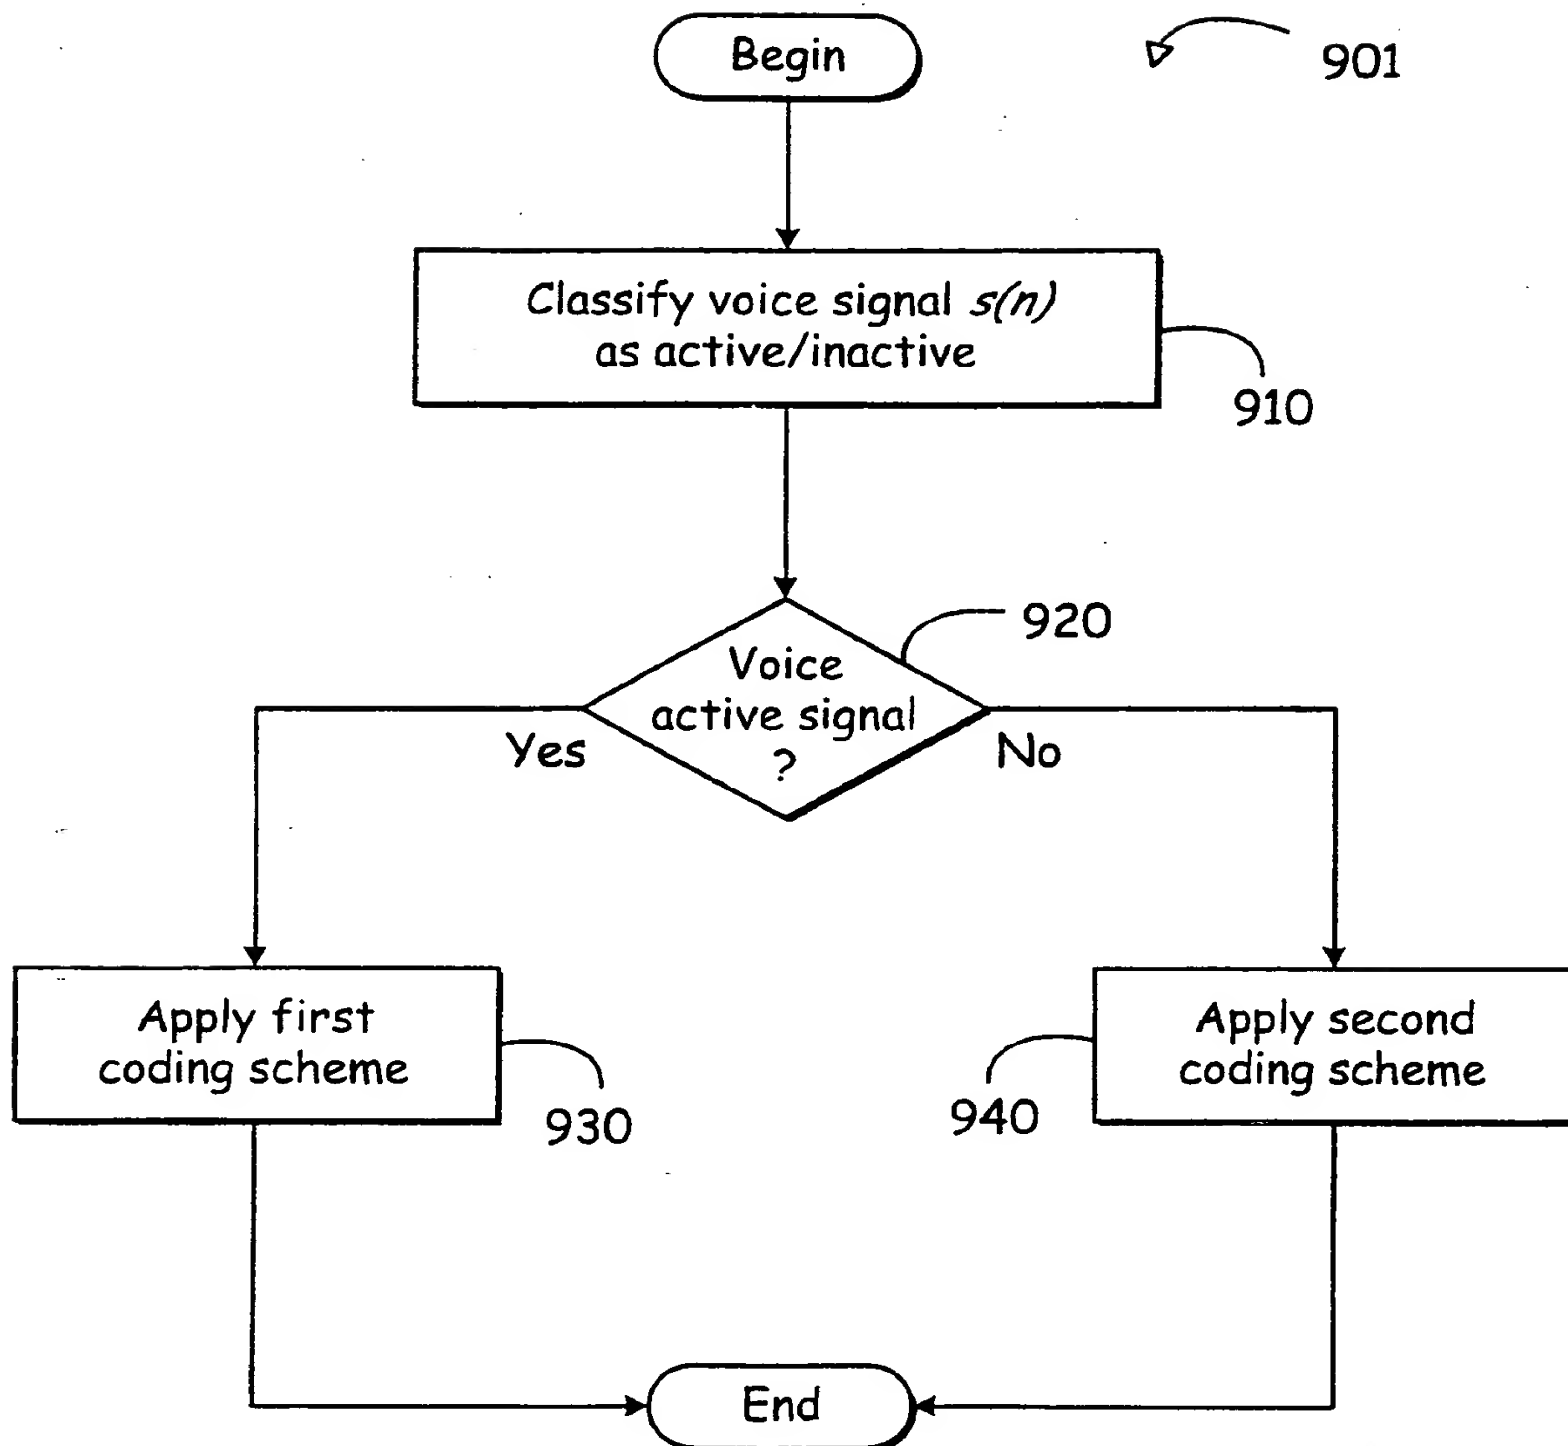 Begin
901
Classify voice signal s(n)
as active/inactive
910
920
Voice
active signal
?
Yes
No
Apply first
coding scheme
930
Apply second
coding scheme
940
End